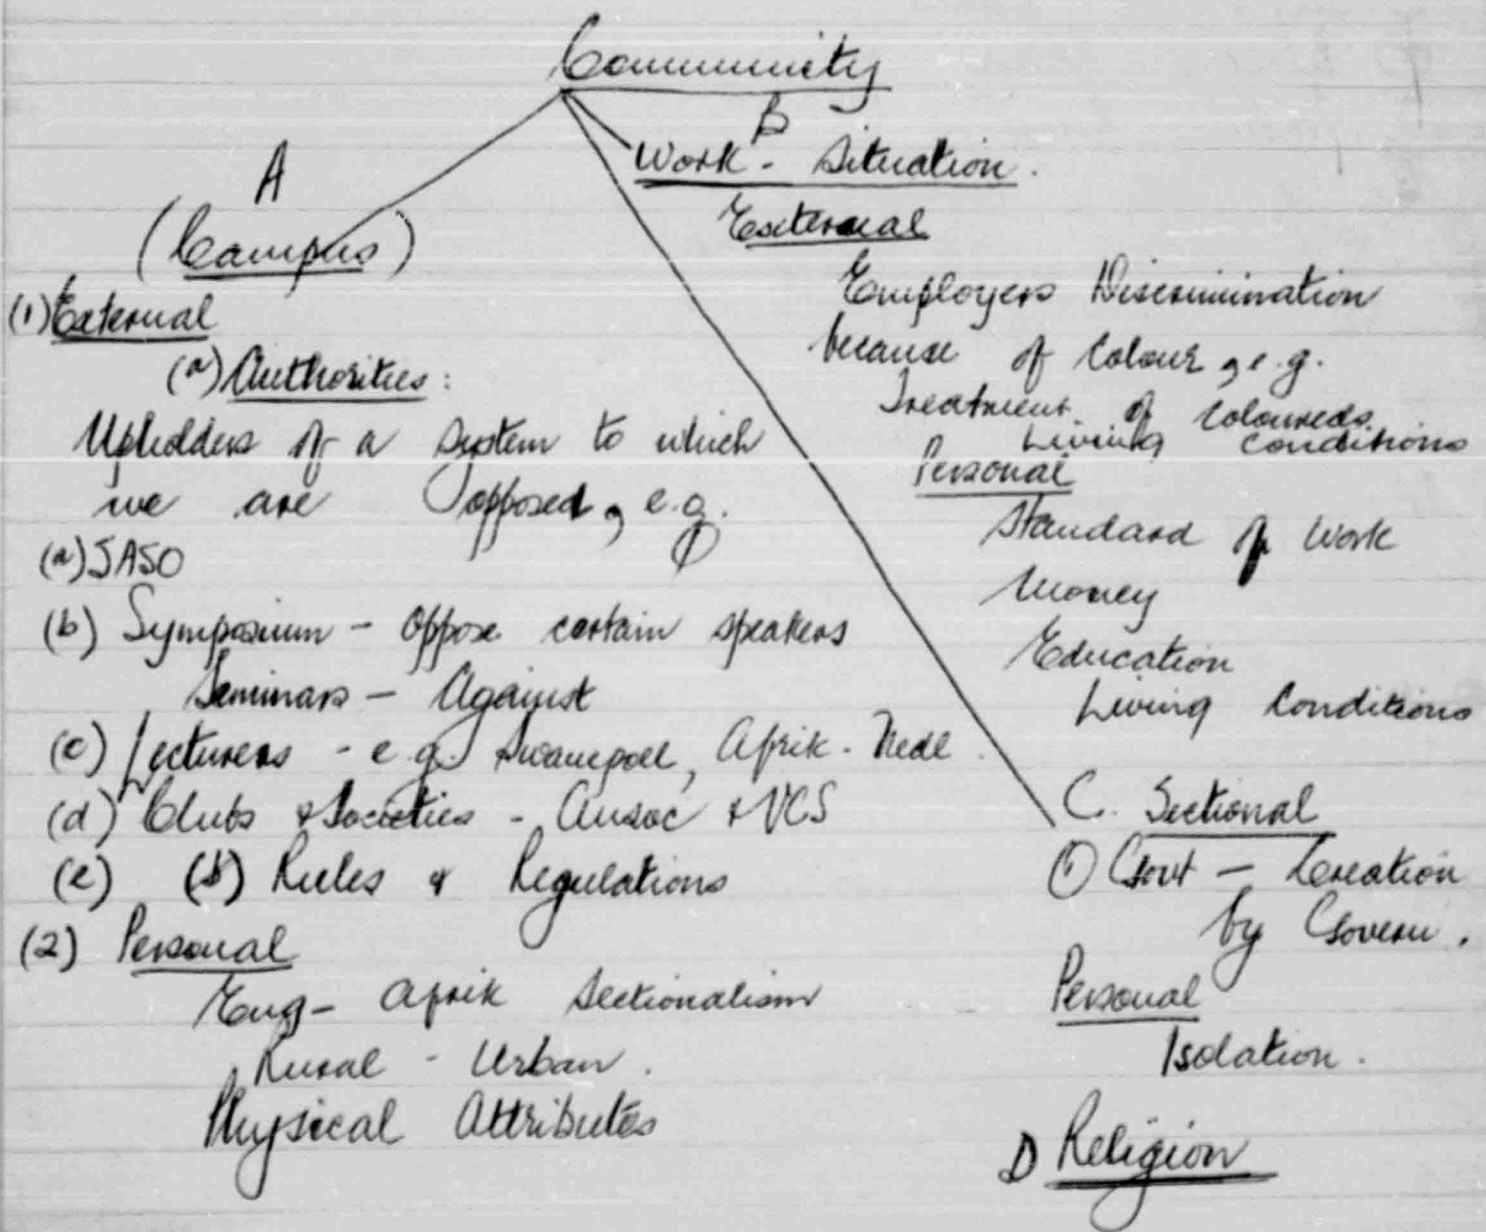 Community
A
(Campus)
(1) External
(a) Authorities:
Upholders of a system to which
we are opposed, e.g.
(a) SASO
(b) Symposium - Oppose certain speakers
Seminars - Against
(c) Lecturers - e.g. Swanepoel, Afrik. Nedl.
(d) Clubs & Societies - Ansoc & VCS
(e) (b) Rules & Regulations
(2) Personal
Eng - Afrik Sectionalism
Rural - Urban.
Physical Attributes
B
Work - Situation.
External
Employers Discrimination
because of Colour, e.g.
Treatment of Coloureds.
Living Conditions
Personal
Standard of Work
Money
Education
Living Conditions
C. Sectional
(1) Govt - Creation
by Govern.
Personal
Isolation.
D Religion